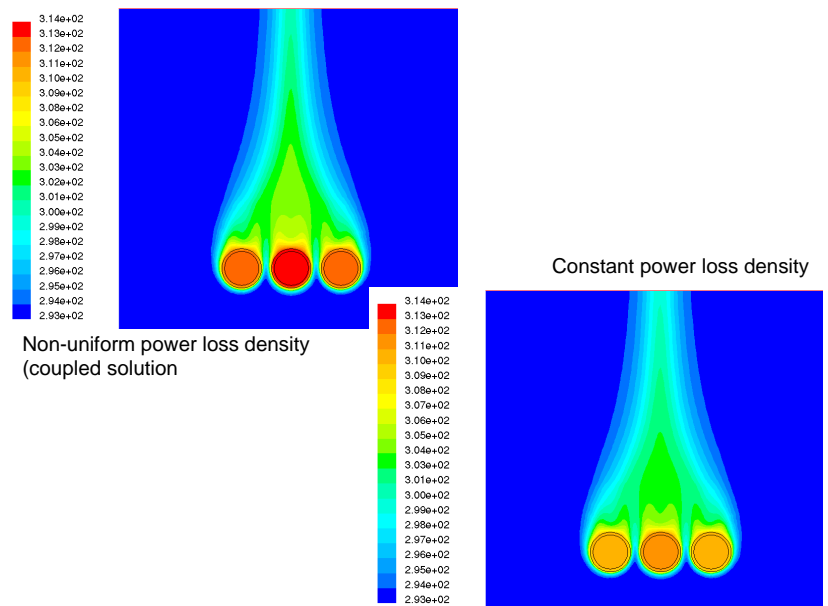 3.14e+02
3.13e+02
3.12e+02
3.11e+02
3.10e+02
3.09e+02
3.08e+02
3.06e+02
3.05e+02
3.04e+02
3.03e+02
3.02e+02
3.01e+02
3.00e+02
2.99e+02
2.98e+02
2.97e+02
2.96e+02
2.95e+02
2.94e+02
2.93e+02
Non-uniform power loss density
(coupled solution
Constant power loss density
3.14e+02
3.13e+02
3.12e+02
3.11e+02
3.10e+02
3.09e+02
3.08e+02
3.07e+02
3.06e+02
3.05e+02
3.04e+02
3.03e+02
3.01e+02
3.00e+02
2.99e+02
2.98e+02
2.97e+02
2.96e+02
2.95e+02
2.94e+02
2.93e+02